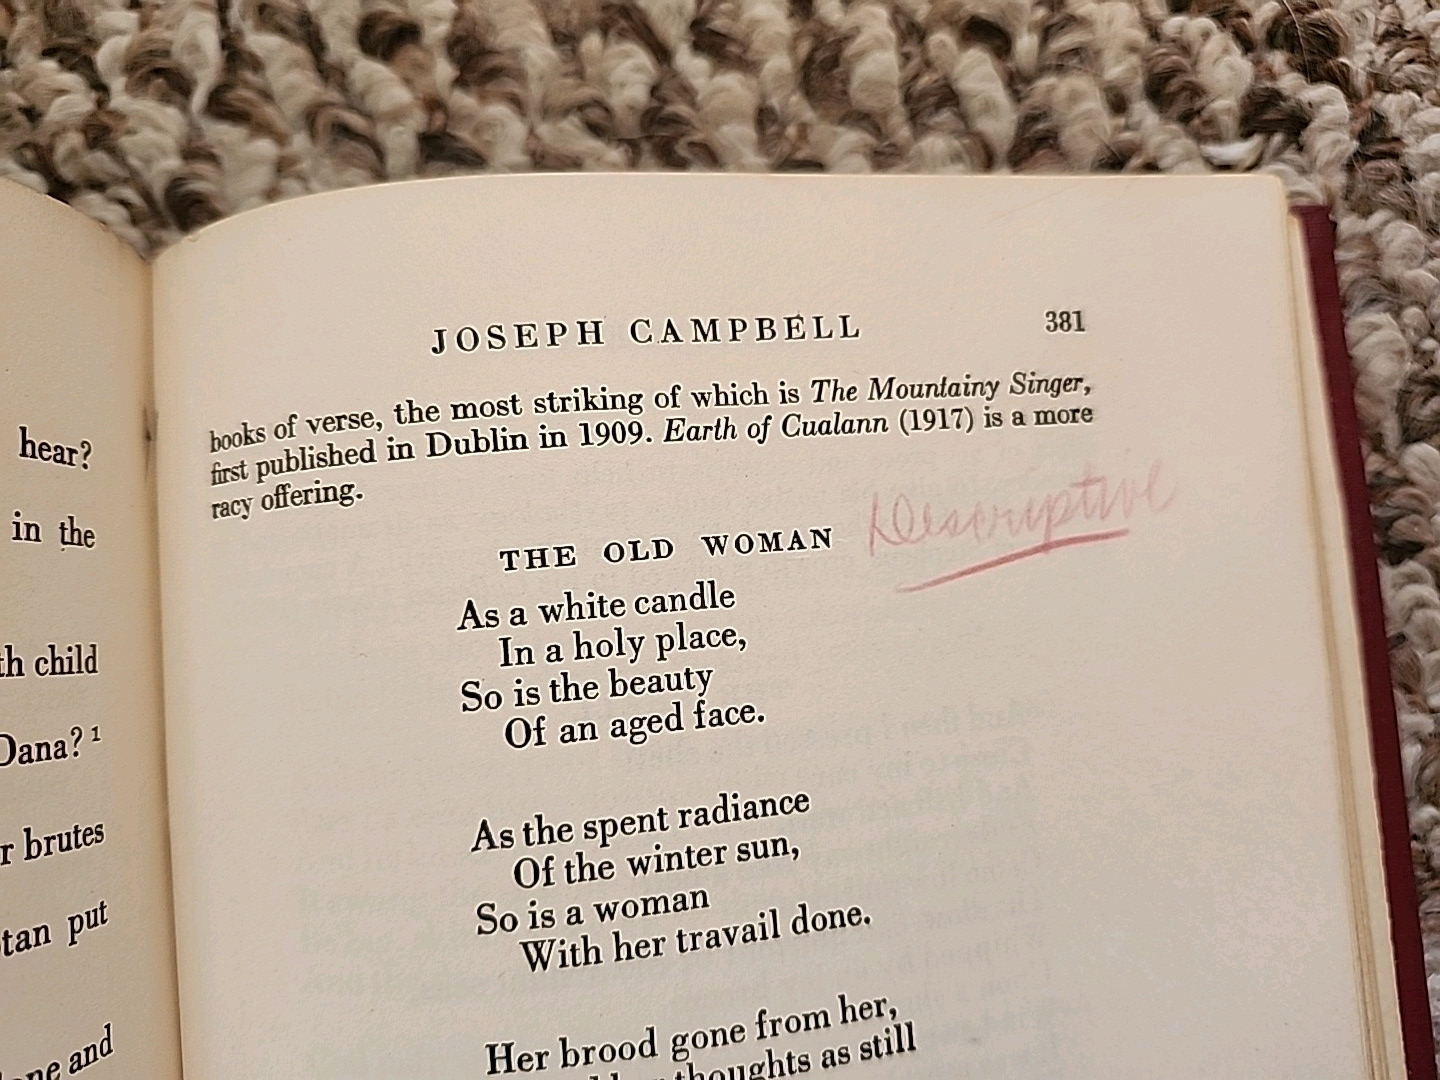 hear?
in the
child
Dana? 1
brutes
put
and
JOSEPH CAMPBELL 381
books of verse, the most striking of which is The Mountainy Singer,
first published in Dublin in 1909. Earth of Cualann (1917) is a more
racy offering.
THE OLD WOMAN Descriptive
As a white candle
In a holy place,
So is the beauty
Of an aged face.
As the spent radiance
Of the winter sun,
So is a woman
With her travail done.
Her brood gone from her,
thoughts as still